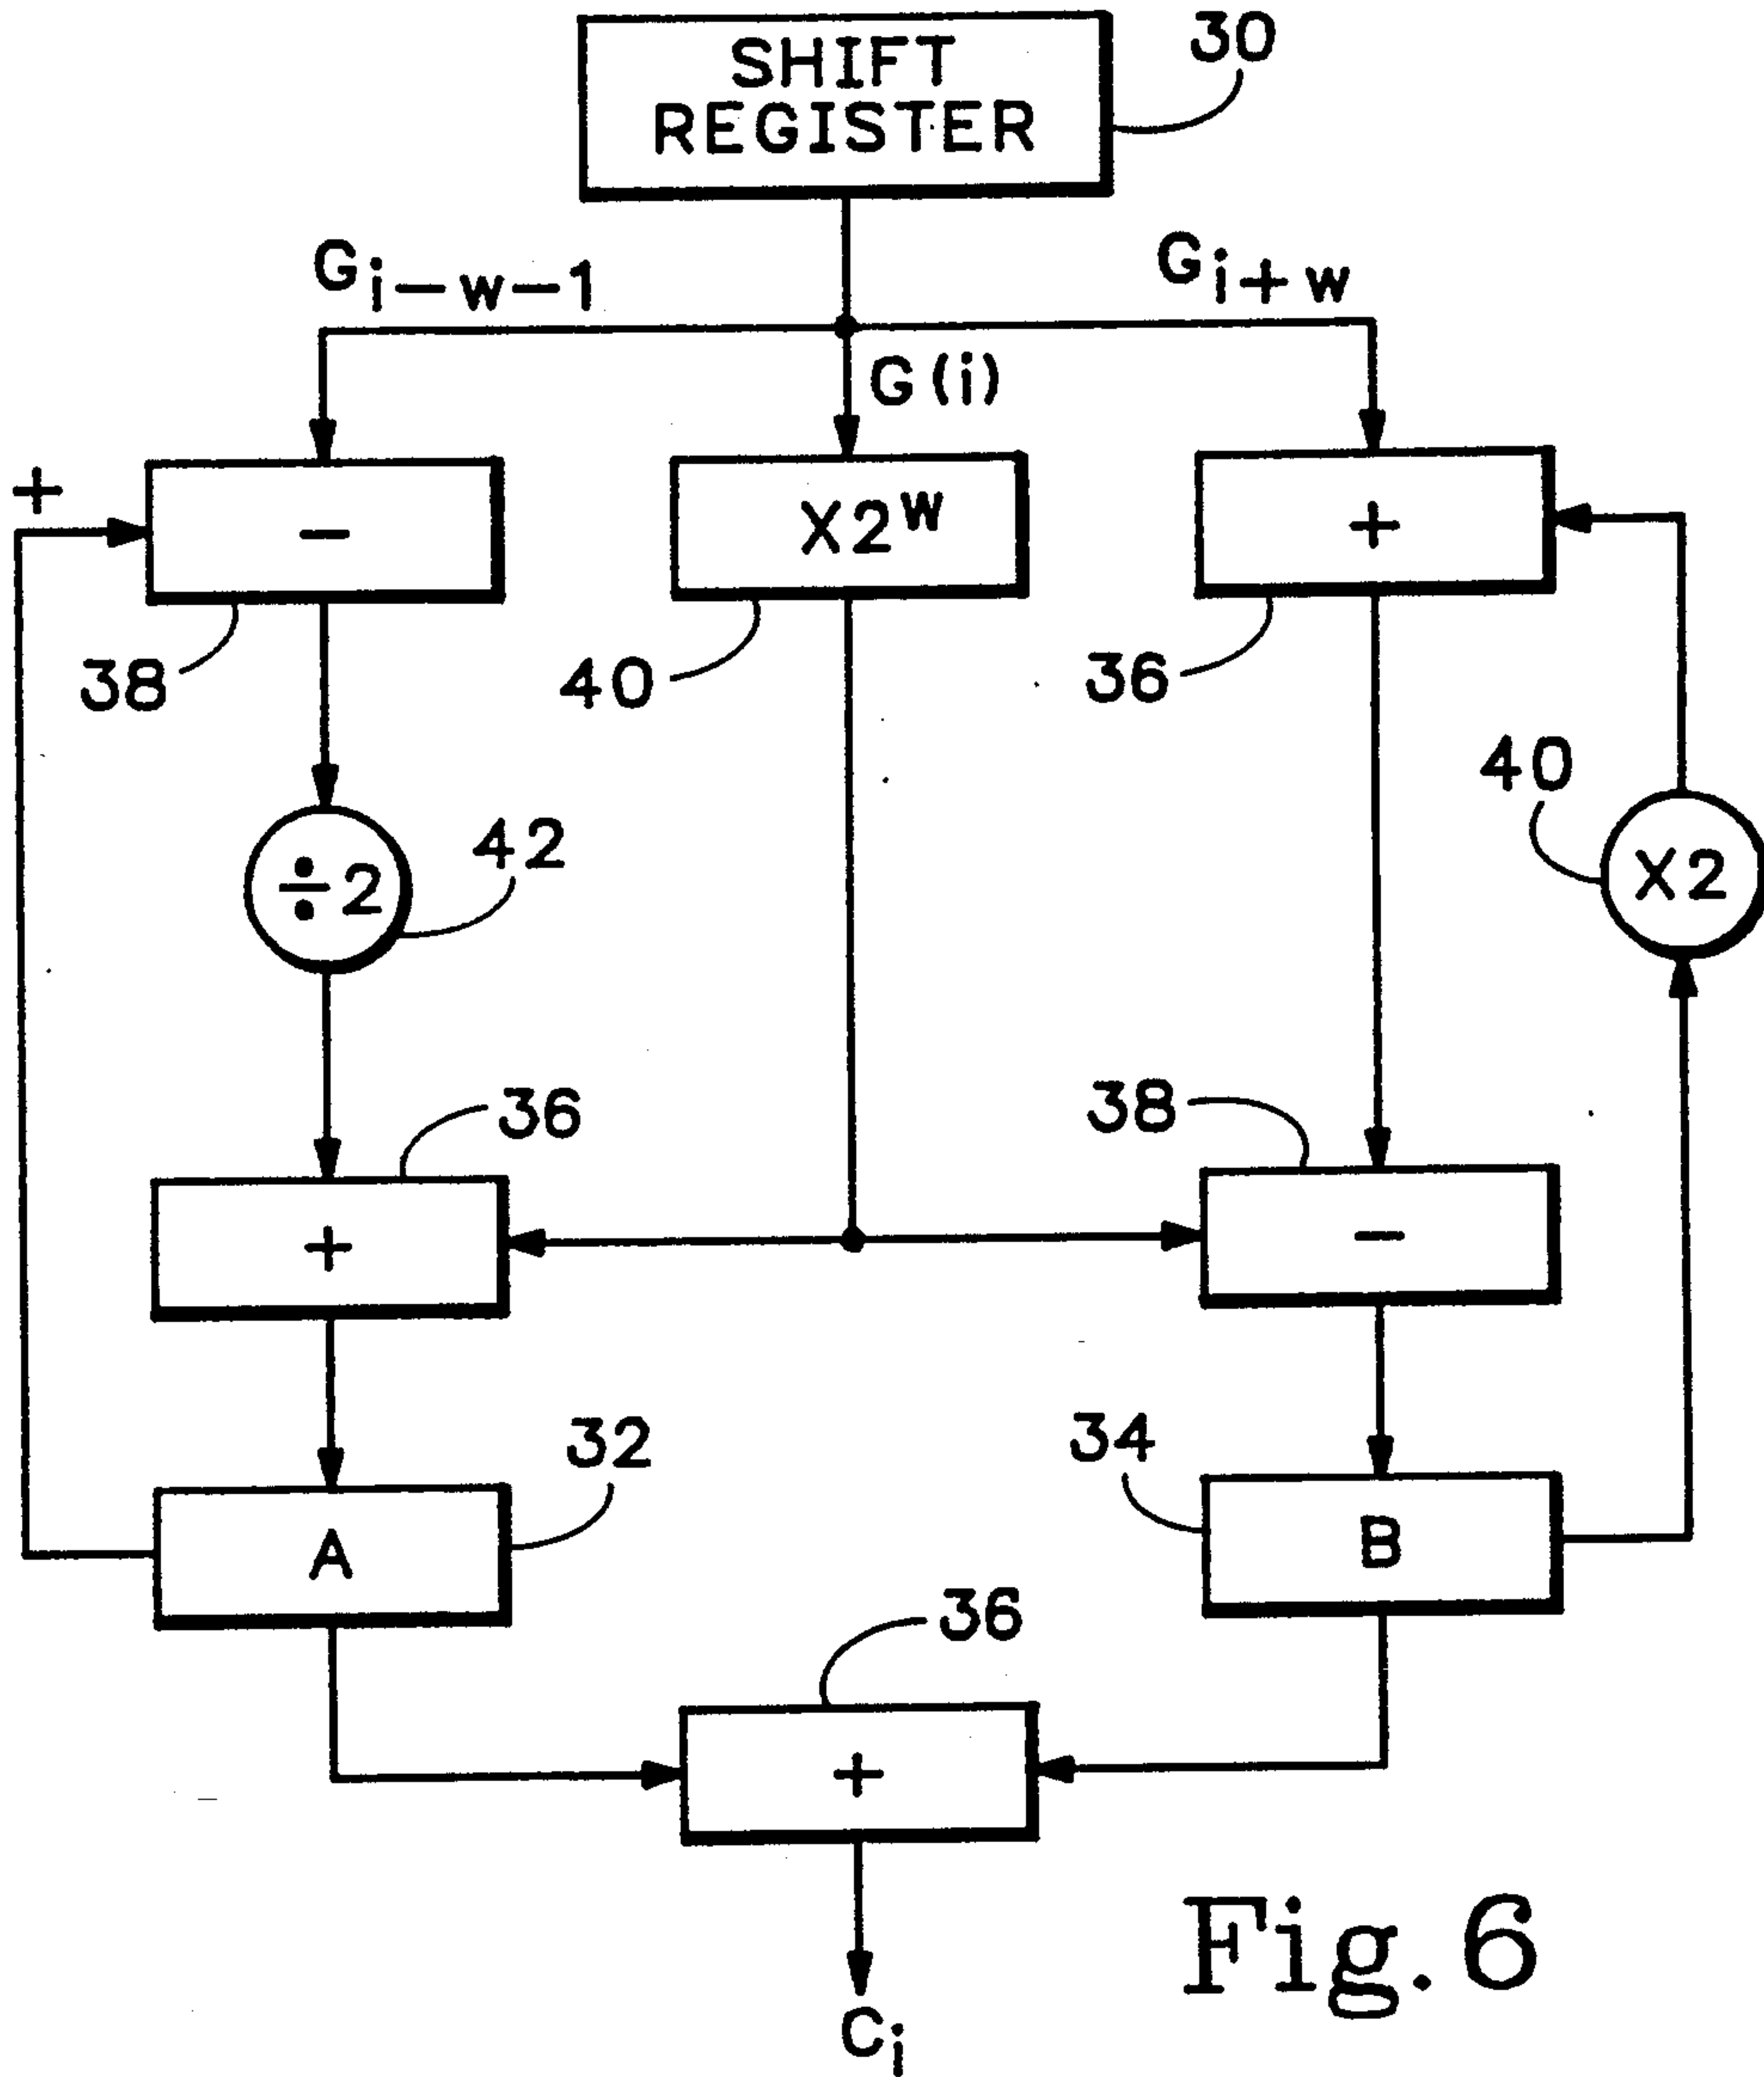 SHIFT
REGISTER
30
Gi−w−1
Gi+w
G(i)
+
−
X2ᵂ
+
38
40
36
÷2
42
40
X2
36
38
+
−
32
34
A
B
36
+
Ci
Fig. 6